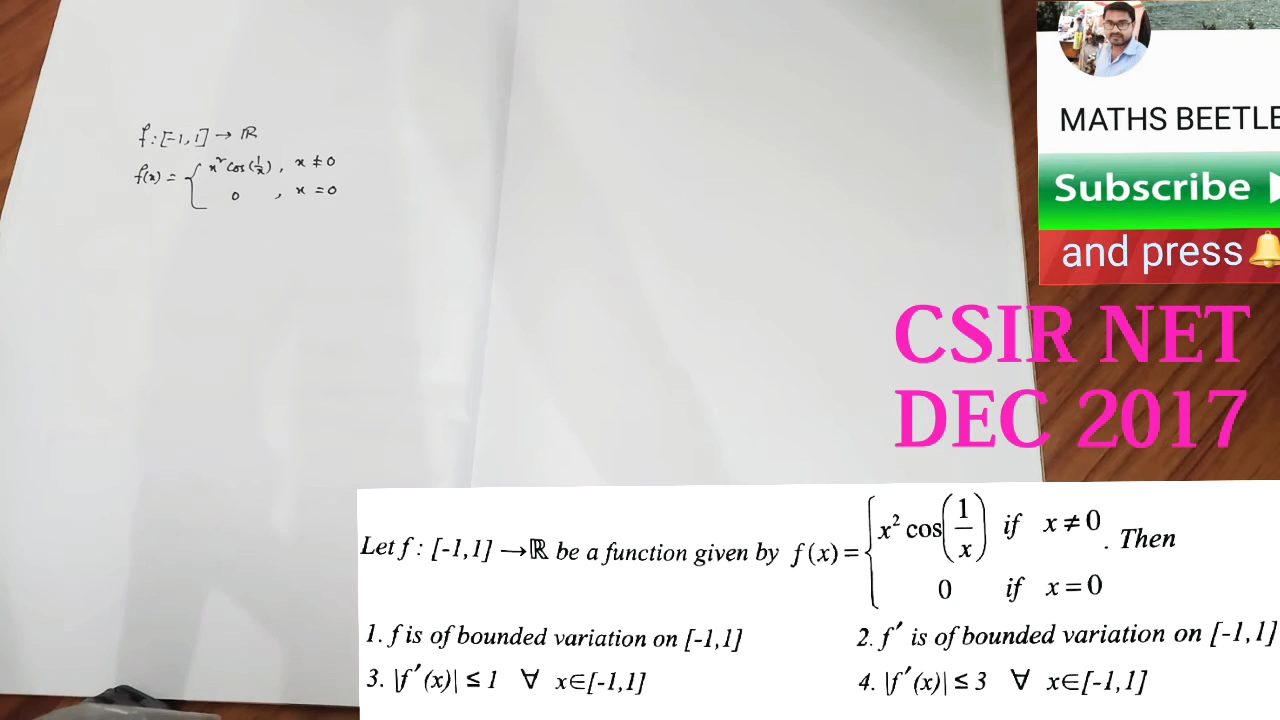 f : [-1, 1] → ℝ
f(x) = { x² cos(1/x) , x ≠ 0
0 , x = 0
MATHS BEETLE
Subscribe
and press
CSIR NET
DEC 2017
Let f : [-1,1] → ℝ be a function given by f(x) = { x² cos(1/x) if x ≠ 0 . Then
0 if x = 0
1. f is of bounded variation on [-1,1] 2. f′ is of bounded variation on [-1,1]
3. |f′(x)| ≤ 1 ∀ x∈[-1,1] 4. |f′(x)| ≤ 3 ∀ x∈[-1,1]